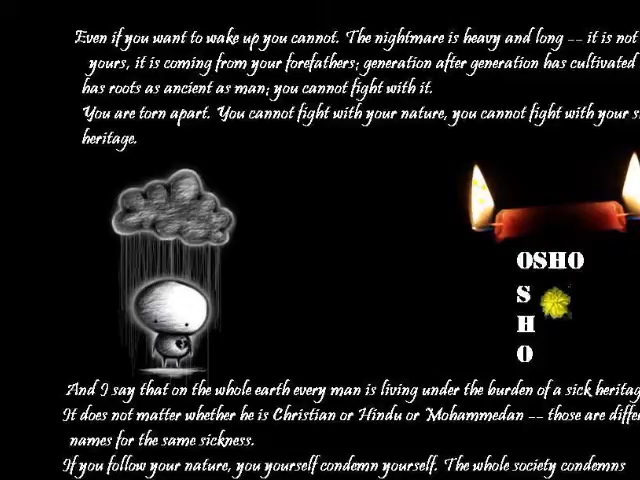 Even if you want to wake up you cannot. The nightmare is heavy and long -- it is not
yours, it is coming from your forefathers; generation after generation has cultivated
has roots as ancient as man; you cannot fight with it.
You are torn apart. You cannot fight with your nature, you cannot fight with your
heritage.
OSHO
S
H
O
And I say that on the whole earth every man is living under the burden of a sick
It does not matter whether he is Christian or Hindu or Mohammedan -- those are
names for the same sickness.
If you follow your nature, you yourself condemn yourself. The whole society condemns